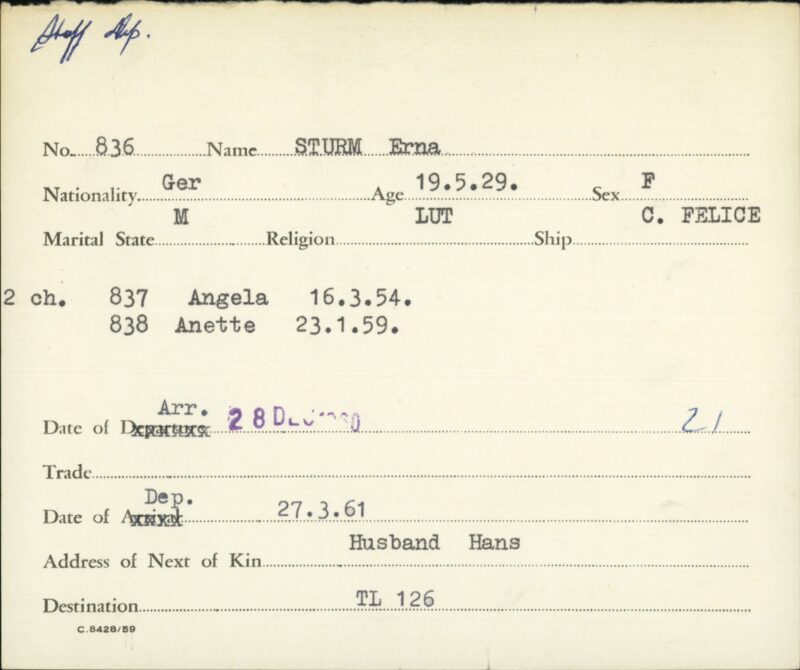 Staff Dep.
No. 836 Name STURM Erna
Nationality Ger Age 19.5.29. Sex F
Marital State M Religion LUT Ship C. FELICE
2 ch. 837 Angela 16.3.54.
838 Anette 23.1.59.
Arr.
Date of Departure 28 DEC 1960 21
Trade
Dep.
Date of Arrival 27.3.61
Address of Next of Kin Husband Hans
Destination TL 126
C.8428/59